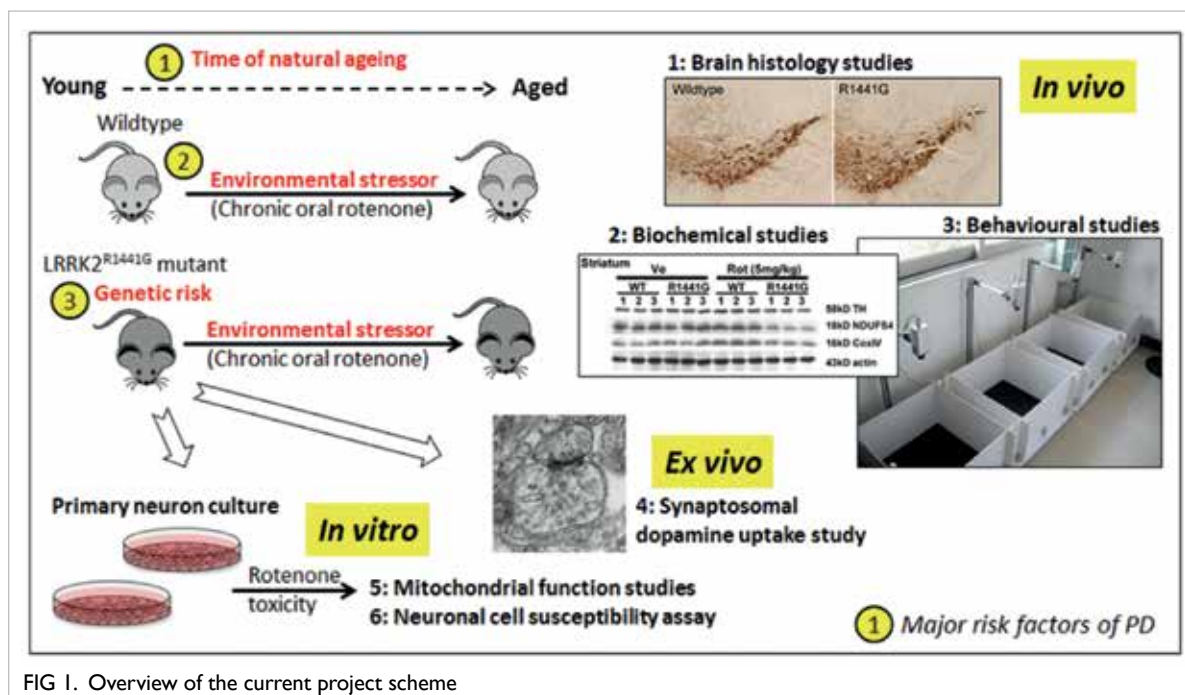 1 Time of natural ageing
Young
Aged
Wildtype
2
Environmental stressor
(Chronic oral rotenone)
LRRK2R1441G mutant
3 Genetic risk
Environmental stressor
(Chronic oral rotenone)
1: Brain histology studies
In vivo
Wildtype
R1441G
2: Biochemical studies
Striatum
Ve
Rot (5mg/kg)
WT R1441G WT R1441G
1 2 3 1 2 3 1 2 3 1 2 3
58kD TH
18kD NDUFS4
16kD CoxIV
43kD actin
3: Behavioural studies
Ex vivo
4: Synaptosomal
dopamine uptake study
Primary neuron culture
In vitro
Rotenone
toxicity
5: Mitochondrial function studies
6: Neuronal cell susceptibility assay
1 Major risk factors of PD
FIG 1. Overview of the current project scheme